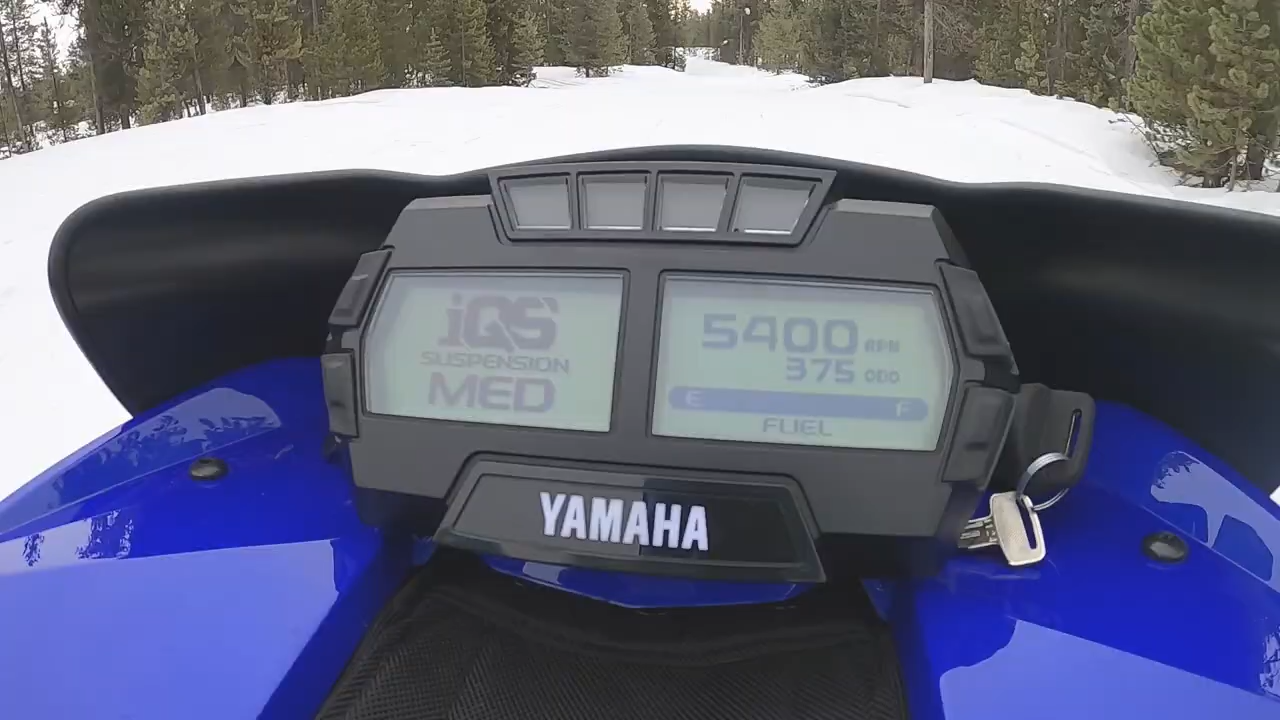 iQS
SUSPENSION
MED
5400 RPM
375 ODO
E F
FUEL
YAMAHA